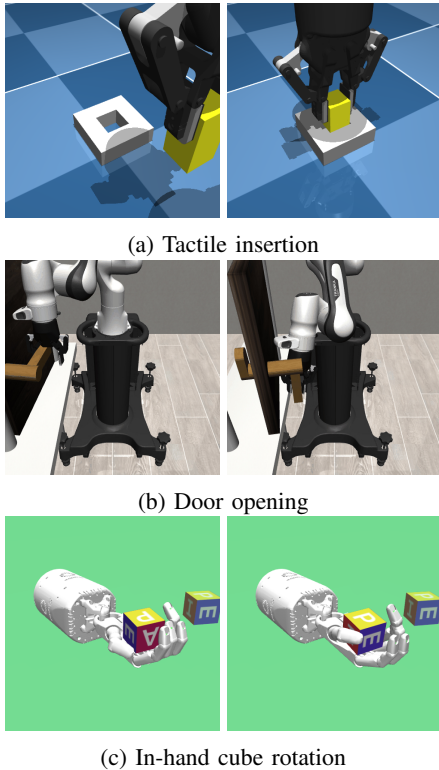 (a) Tactile insertion
(b) Door opening
P A E
E I
P E
E I
(c) In-hand cube rotation